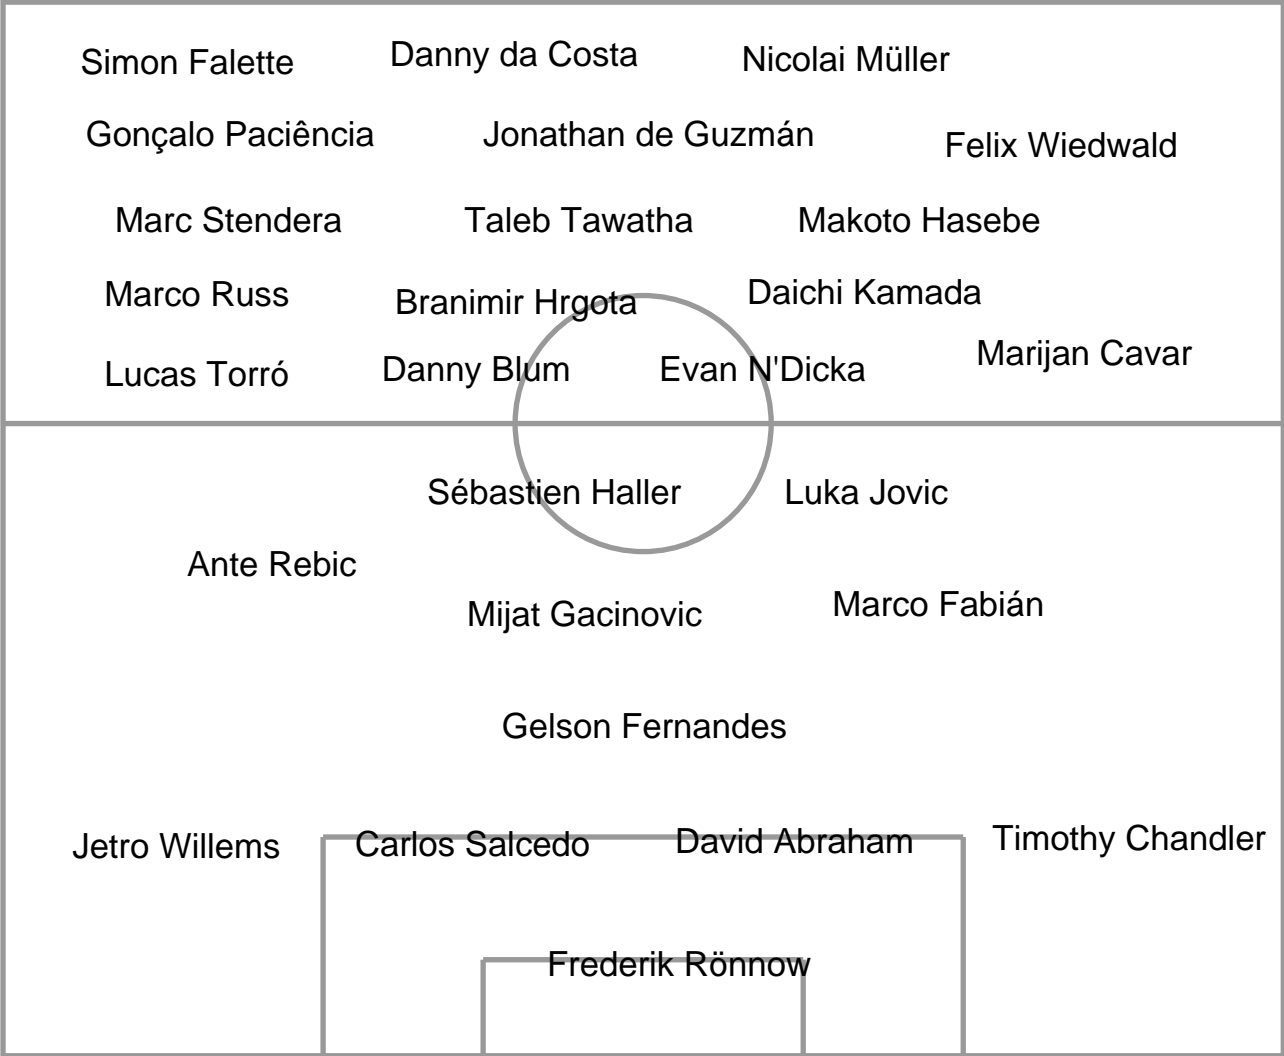 Simon Falette Danny da Costa Nicolai Müller
Gonçalo Paciência Jonathan de Guzmán Felix Wiedwald
Marc Stendera Taleb Tawatha Makoto Hasebe
Marco Russ Branimir Hrgota Daichi Kamada
Lucas Torró Danny Blum Evan N'Dicka Marijan Cavar
Sébastien Haller Luka Jovic
Ante Rebic
Mijat Gacinovic Marco Fabián
Gelson Fernandes
Jetro Willems Carlos Salcedo David Abraham Timothy Chandler
Frederik Rönnow